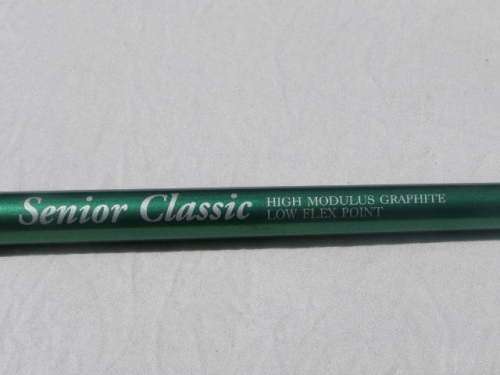 Senior Classic
HIGH MODULUS GRAPHITE
LOW FLEX POINT